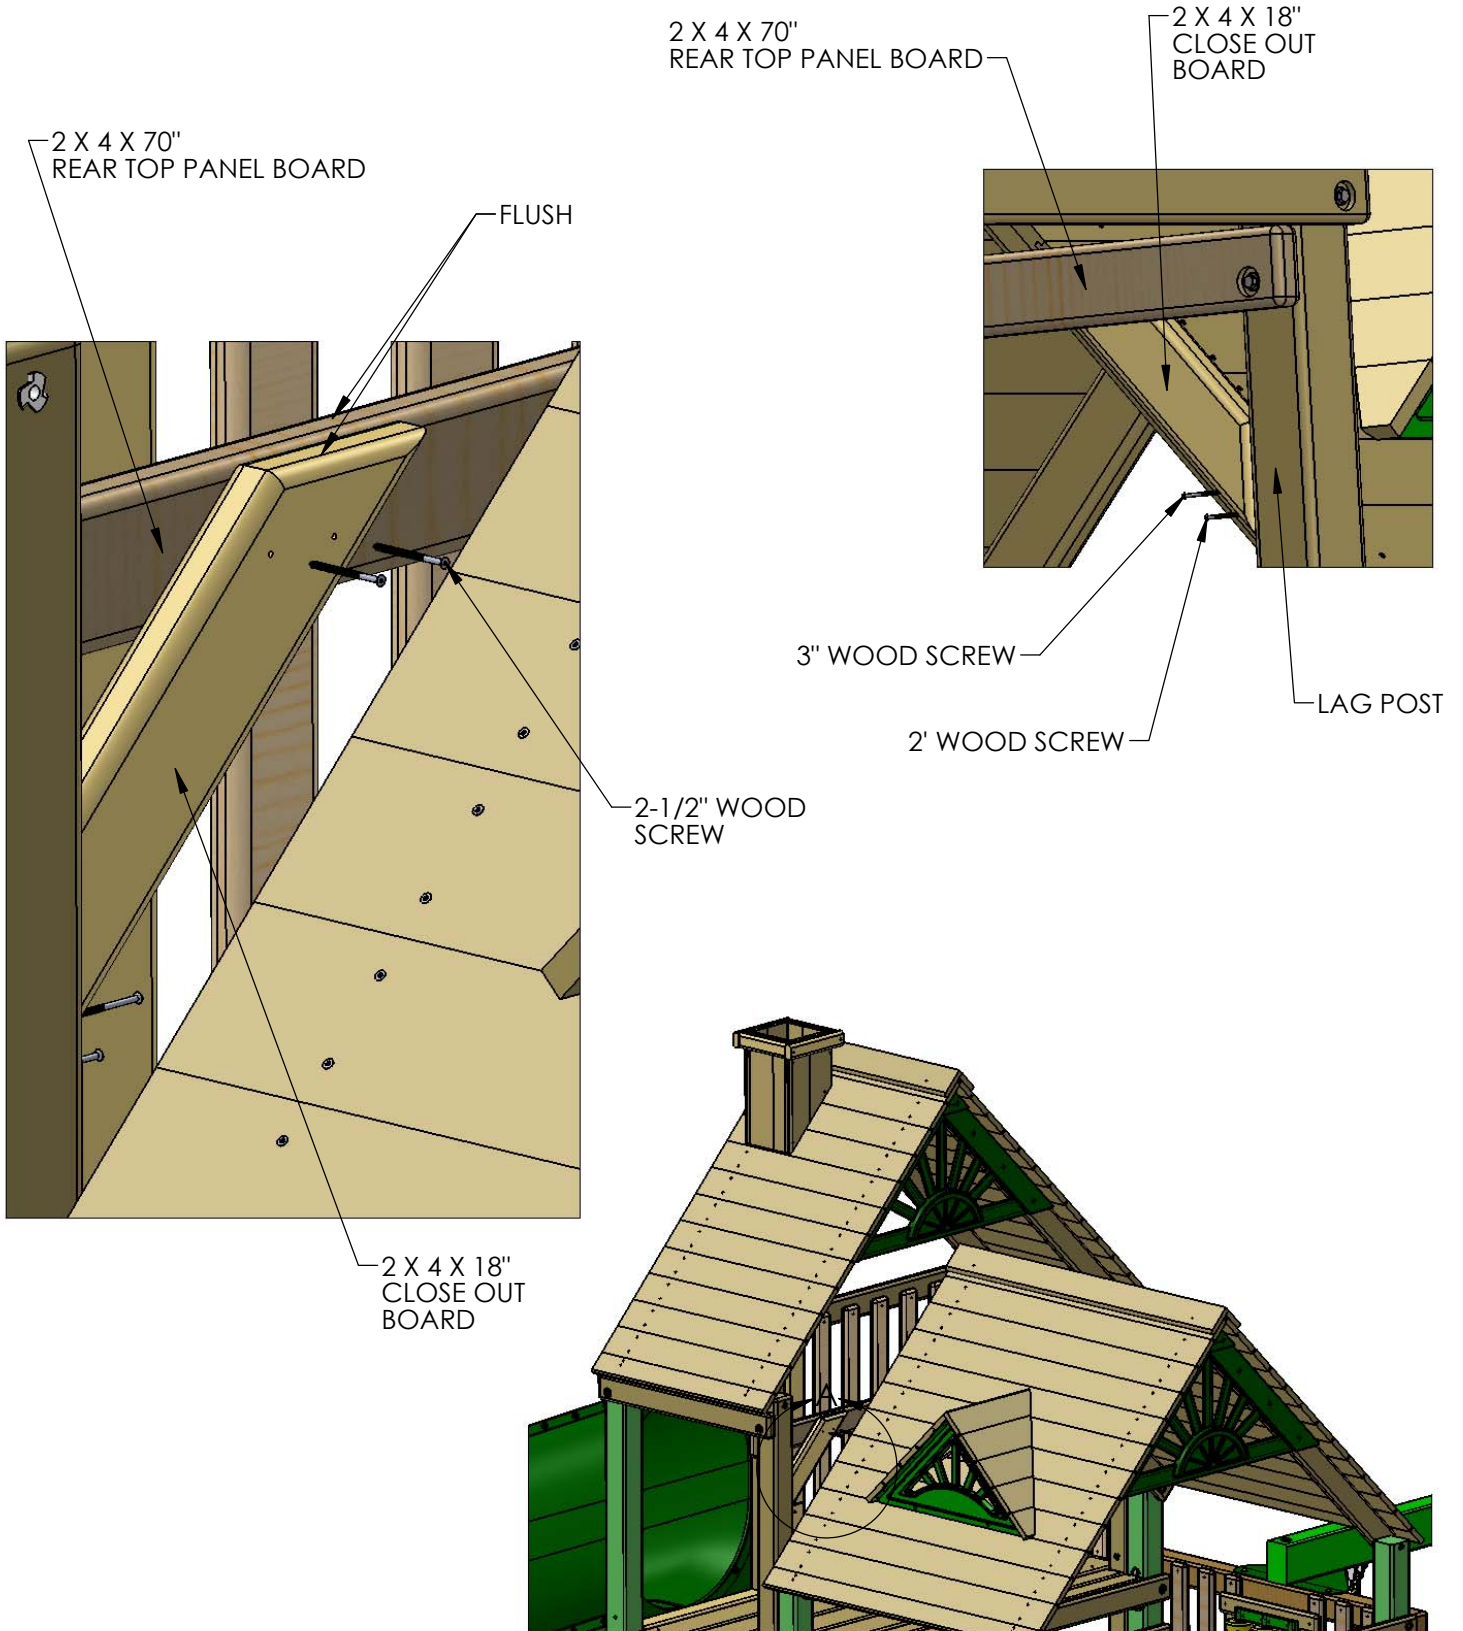 2 X 4 X 70"
REAR TOP PANEL BOARD
2 X 4 X 18"
CLOSE OUT
BOARD
2 X 4 X 70"
REAR TOP PANEL BOARD
FLUSH
3" WOOD SCREW
LAG POST
2' WOOD SCREW
2-1/2" WOOD
SCREW
2 X 4 X 18"
CLOSE OUT
BOARD
A